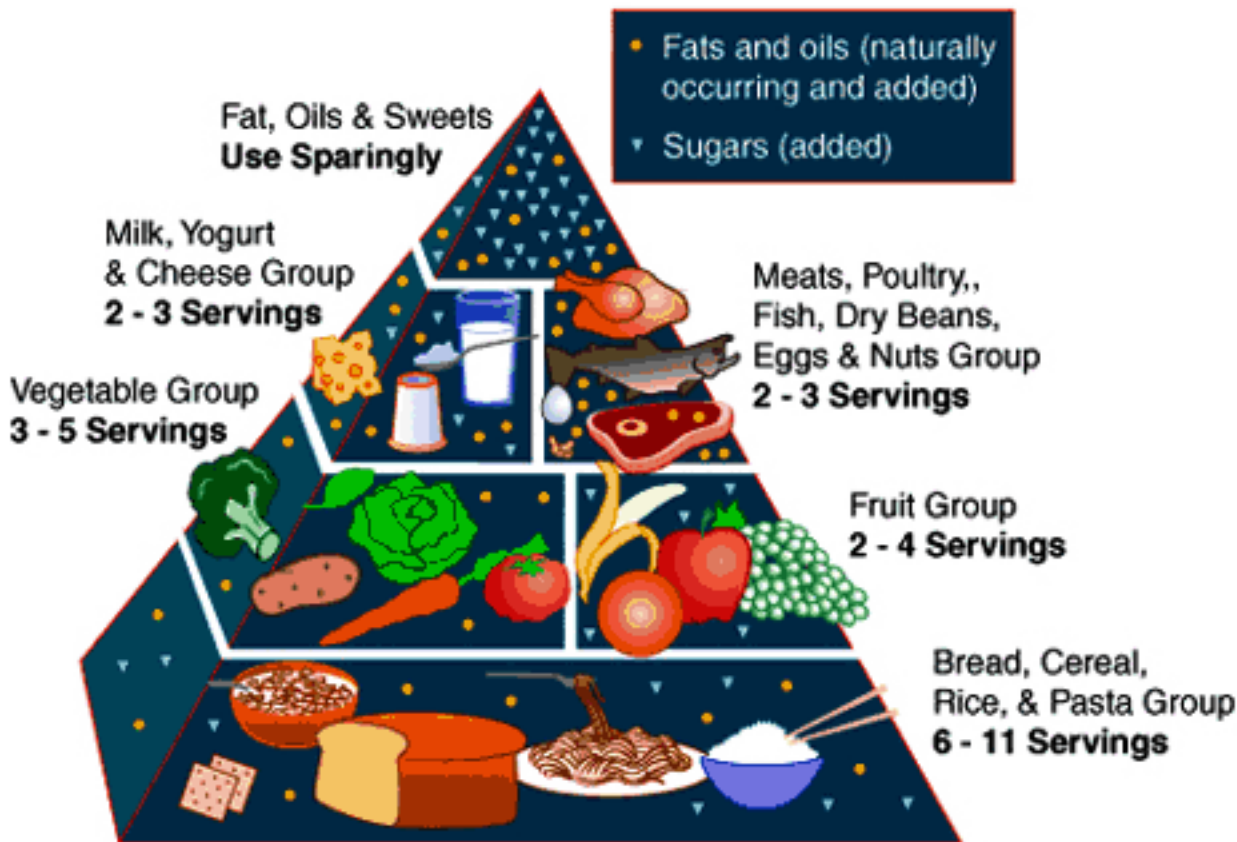 Fats and oils (naturally
occurring and added)
Sugars (added)
Fat, Oils & Sweets
Use Sparingly
Milk, Yogurt
& Cheese Group
2 - 3 Servings
Meats, Poultry,,
Fish, Dry Beans,
Eggs & Nuts Group
2 - 3 Servings
Vegetable Group
3 - 5 Servings
Fruit Group
2 - 4 Servings
Bread, Cereal,
Rice, & Pasta Group
6 - 11 Servings